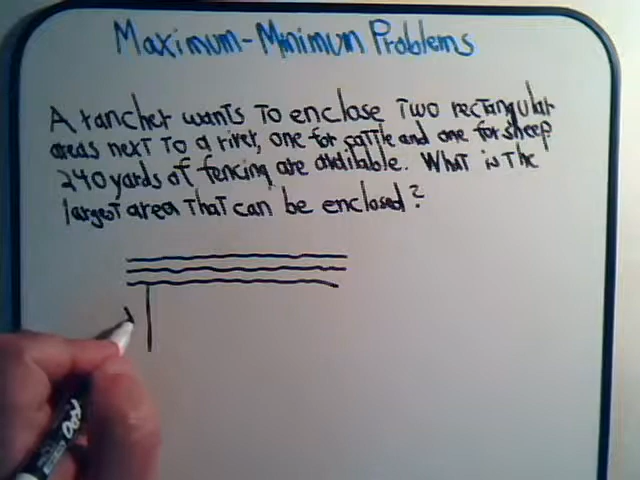 Maximum-Minimum Problems
A rancher wants to enclose two rectangular
areas next to a river, one for cattle and one for sheep
240 yards of fencing are available. What is the
largest area that can be enclosed?
EXPO